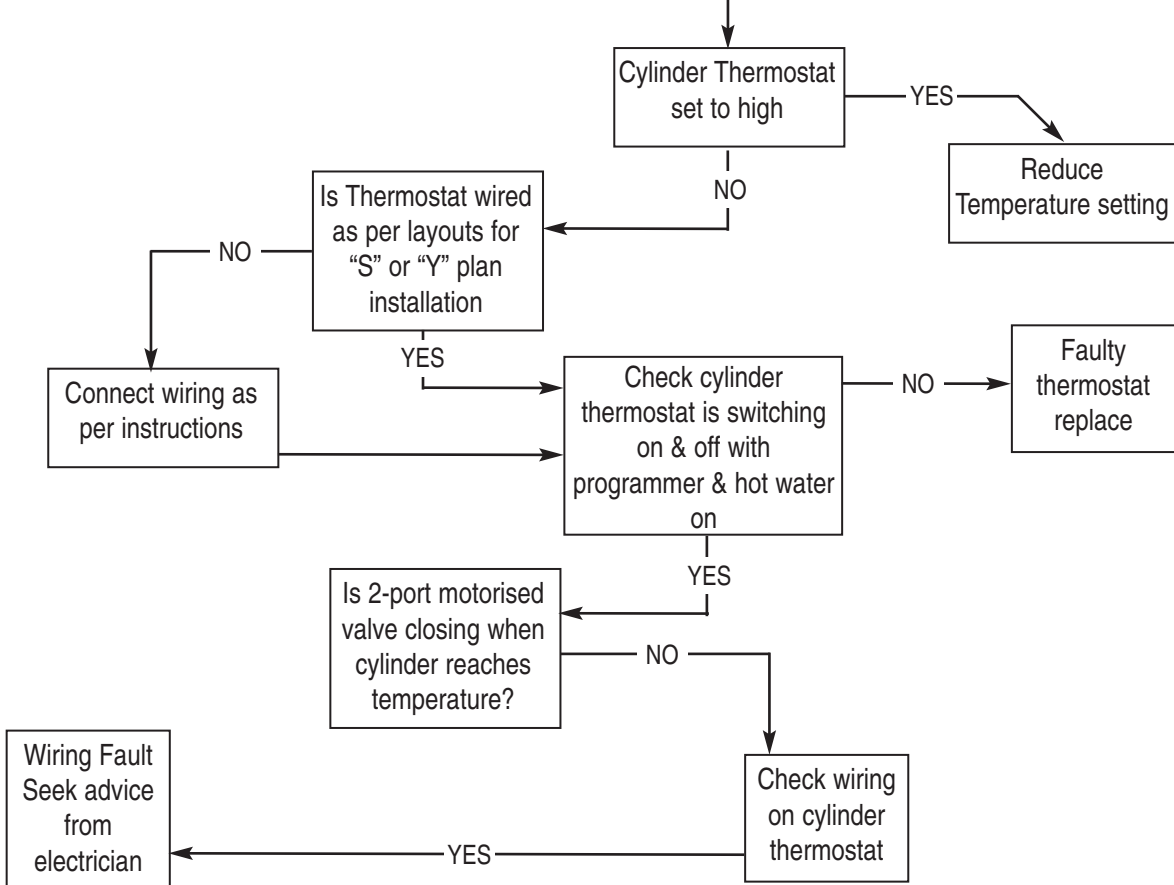 Cylinder Thermostat
set to high
YES
Reduce
Temperature setting
NO
Is Thermostat wired
as per layouts for
“S” or “Y” plan
installation
NO
Connect wiring as
per instructions
YES
Check cylinder
thermostat is switching
on & off with
programmer & hot water
on
NO
Faulty
thermostat
replace
YES
Is 2-port motorised
valve closing when
cylinder reaches
temperature?
NO
Check wiring
on cylinder
thermostat
YES
Wiring Fault
Seek advice
from
electrician